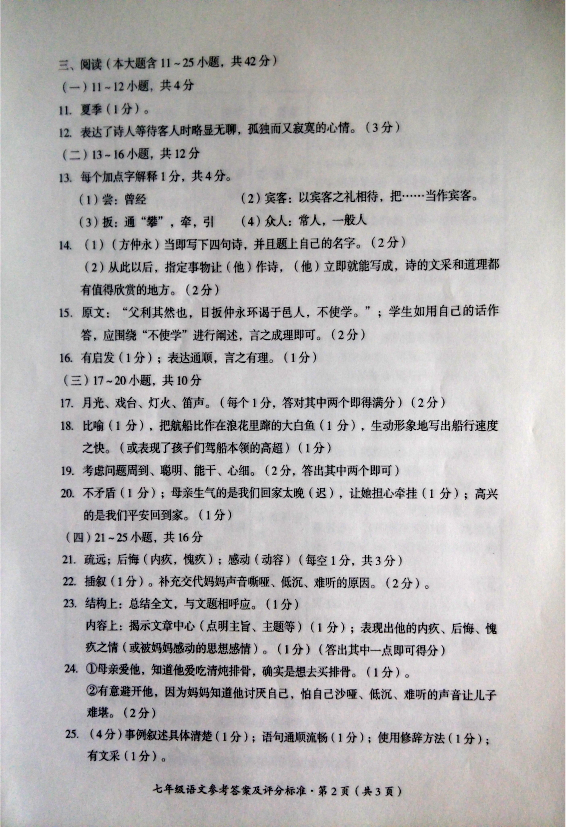 三、阅读(本大题含11~25小题，共42分)
(一)11~12小题，共4分
11. 夏季(1分)。
12. 表达了诗人等待客人时略显无聊，孤独而又寂寞的心情。(3分)
(二)13~16小题，共12分
13. 每个加点字解释1分，共4分。
(1)尝：曾经 (2)宾客：以宾客之礼相待，把……当作宾客。
(3)扳：通“攀”，牵，引 (4)众人：常人，一般人
14. (1)(方仲永)当即写下四句诗，并且题上自己的名字。(2分)
(2)从此以后，指定事物让(他)作诗，(他)立即就能写成，诗的文采和道理都
有值得欣赏的地方。(2分)
15. 原文：“父利其然也，日扳仲永环谒于邑人，不使学。”；学生如用自己的话作
答，应围绕“不使学”进行阐述，言之成理即可。(2分)
16. 有启发(1分)；表达通顺，言之有理。(1分)
(三)17~20小题，共10分
17. 月光、戏台、灯火、笛声。(每个1分，答对其中两个即得满分)(2分)
18. 比喻(1分)，把航船比作在浪花里蹿的大白鱼(1分)，生动形象地写出船行速度
之快。(或表现了孩子们驾船本领的高超)(1分)
19. 考虑问题周到、聪明、能干、心细。(2分，答出其中两个即可)
20. 不矛盾(1分)；母亲生气的是我们回家太晚(迟)，让她担心牵挂(1分)；高兴
的是我们平安回到家。(1分)
(四)21~25小题，共16分
21. 疏远；后悔(内疚，愧疚)；感动(动容)(每空1分，共3分)
22. 插叙(1分)。补充交代妈妈声音嘶哑、低沉、难听的原因。(2分)。
23. 结构上：总结全文，与文题相呼应。(1分)
内容上：揭示文章中心(点明主旨、主题等)(1分)；表现出他的内疚、后悔、愧
疚之情(或被妈妈感动的思想感情)。(1分)(答出其中一点即可得分)
24. ①母亲爱他，知道他爱吃清炖排骨，确实是想去买排骨。(1分)。
②有意避开他，因为妈妈知道他讨厌自己，怕自己沙哑、低沉、难听的声音让儿子
难堪。(2分)
25. (4分)事例叙述具体清楚(1分)；语句通顺流畅(1分)；使用修辞方法(1分)；
有文采(1分)。
七年级语文参考答案及评分标准·第2页(共3页)